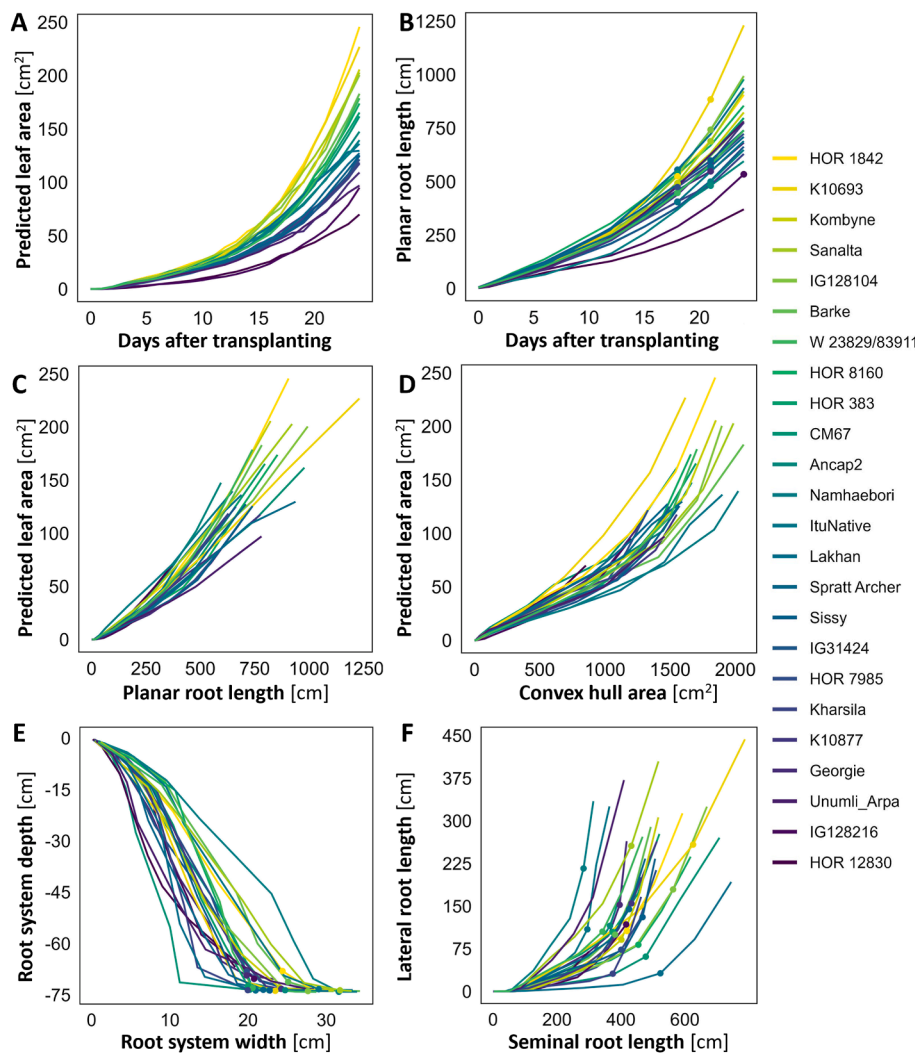 A
250
200
150
100
50
0
Predicted leaf area [cm²]
0 5 10 15 20
Days after transplanting
B
1250
1000
750
500
250
0
Planar root length [cm]
0 5 10 15 20
Days after transplanting
C
250
200
150
100
50
0
Predicted leaf area [cm²]
0 250 500 750 1000 1250
Planar root length [cm]
D
250
200
150
100
50
0
Predicted leaf area [cm²]
500 1000 1500 2000
Convex hull area [cm²]
E
0
-15
-30
-45
-60
-75
Root system depth [cm]
0 10 20 30
Root system width [cm]
F
450
375
300
225
150
75
0
Lateral root length [cm]
0 200 400 600
Seminal root length [cm]
HOR 1842
K10693
Kombyne
Sanalta
IG128104
Barke
W 23829/83911
HOR 8160
HOR 383
CM67
Ancap2
Namhaebori
ItuNative
Lakhan
Spratt Archer
Sissy
IG31424
HOR 7985
Kharsila
K10877
Georgie
Unumli_Arpa
IG128216
HOR 12830